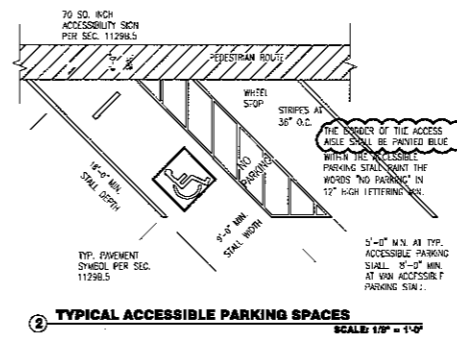 70 SQ. INCH
ACCESSIBILITY SIGN
PER SEC. 1129B.5
PEDESTRIAN ROUTE
WHEEL
STOP
STRIPES AT
36" O.C.
THE BORDER OF THE ACCESS
AISLE SHALL BE PAINTED BLUE
WITHIN THE ACCESSIBLE
PARKING STALL PAINT THE
WORDS "NO PARKING" IN
12" HIGH LETTERING MIN.
NO
PARKING
18'-0" MIN.
STALL DEPTH
9'-0" MIN.
STALL WIDTH
TYP. PAVEMENT
SYMBOL PER SEC.
1129B.5
5'-0" MIN. AT TYP.
ACCESSIBLE PARKING
STALL 8'-0" MIN.
AT VAN ACCESSIBLE
PARKING STALL.
2 TYPICAL ACCESSIBLE PARKING SPACES
SCALE: 1/8" = 1'-0"